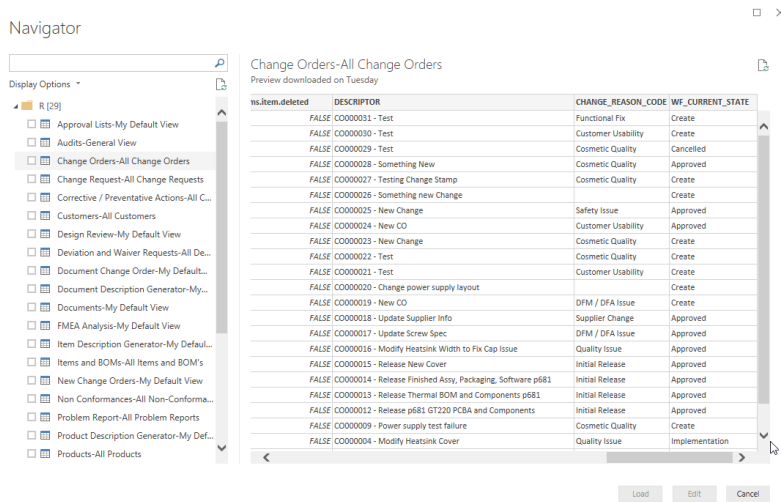 Navigator
Display Options
R [29]
Approval Lists-My Default View
Audits-General View
Change Orders-All Change Orders
Change Request-All Change Requests
Corrective / Preventative Actions-All C...
Customers-All Customers
Design Review-My Default View
Deviation and Waiver Requests-All De...
Document Change Order-My Default...
Document Description Generator-My...
Documents-My Default View
FMEA Analysis-My Default View
Item Description Generator-My Defaul...
Items and BOMs-All Items and BOM's
New Change Orders-My Default View
Non Conformances-All Non-Conforma...
Problem Report-All Problem Reports
Product Description Generator-My Def...
Products-All Products
Change Orders-All Change Orders
Preview downloaded on Tuesday
ms.item.deleted DESCRIPTOR CHANGE_REASON_CODE WF_CURRENT_STATE
FALSE CO000031 - Test Functional Fix Create
FALSE CO000030 - Test Customer Usability Create
FALSE CO000029 - Test Cosmetic Quality Cancelled
FALSE CO000028 - Something New Cosmetic Quality Approved
FALSE CO000027 - Testing Change Stamp Cosmetic Quality Create
FALSE CO000026 - Something new Change Create
FALSE CO000025 - New Change Safety Issue Approved
FALSE CO000024 - New CO Customer Usability Approved
FALSE CO000023 - New Change Cosmetic Quality Create
FALSE CO000022 - Test Cosmetic Quality Create
FALSE CO000021 - Test Customer Usability Create
FALSE CO000020 - Change power supply layout Create
FALSE CO000019 - New CO DFM / DFA Issue Create
FALSE CO000018 - Update Supplier Info Supplier Change Approved
FALSE CO000017 - Update Screw Spec DFM / DFA Issue Approved
FALSE CO000016 - Modify Heatsink Width to Fix Cap Issue Quality Issue Approved
FALSE CO000015 - Release New Cover Initial Release Approved
FALSE CO000014 - Release Finished Assy, Packaging, Software p681 Initial Release Approved
FALSE CO000013 - Release Thermal BOM and Components p681 Initial Release Approved
FALSE CO000012 - Release p681 GT220 PCBA and Components Initial Release Approved
FALSE CO000009 - Power supply test failure Cosmetic Quality Create
FALSE CO000004 - Modify Heatsink Cover Quality Issue Implementation
Load Edit Cancel